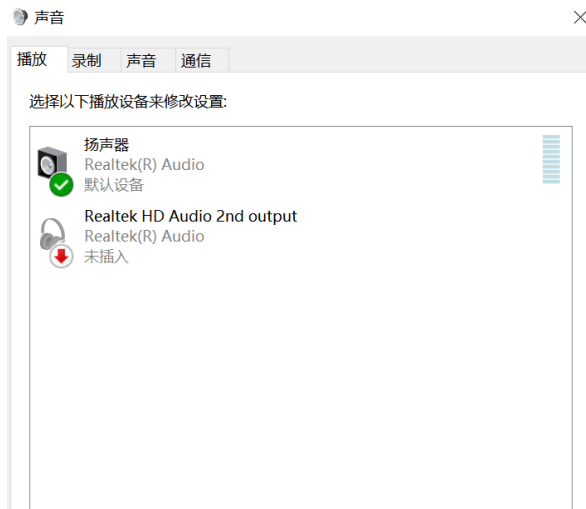 声音
播放 录制 声音 通信
选择以下播放设备来修改设置:
扬声器
Realtek(R) Audio
默认设备
Realtek HD Audio 2nd output
Realtek(R) Audio
未插入